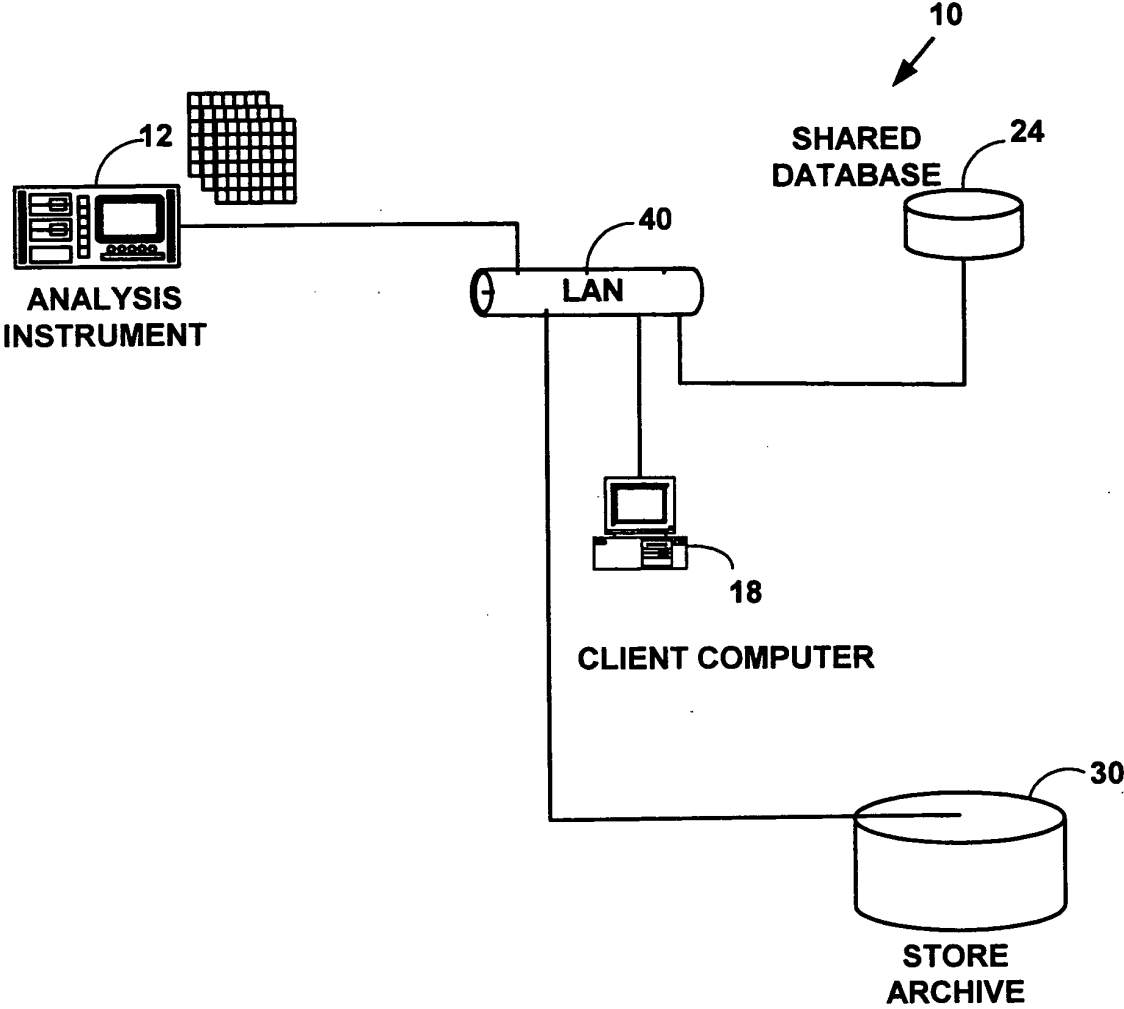 10
12
SHARED
DATABASE
24
40
LAN
ANALYSIS
INSTRUMENT
18
CLIENT COMPUTER
30
STORE
ARCHIVE